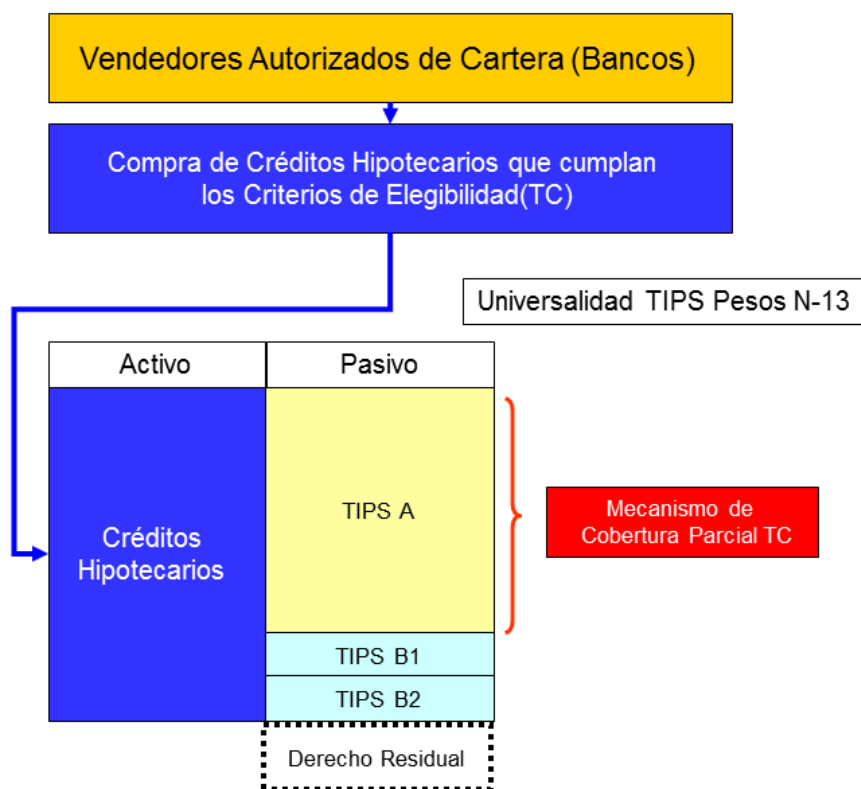 Vendedores Autorizados de Cartera (Bancos)
Compra de Créditos Hipotecarios que cumplan
los Criterios de Elegibilidad(TC)
Universalidad TIPS Pesos N-13
Activo
Pasivo
Créditos
Hipotecarios
TIPS A
Mecanismo de
Cobertura Parcial TC
TIPS B1
TIPS B2
Derecho Residual